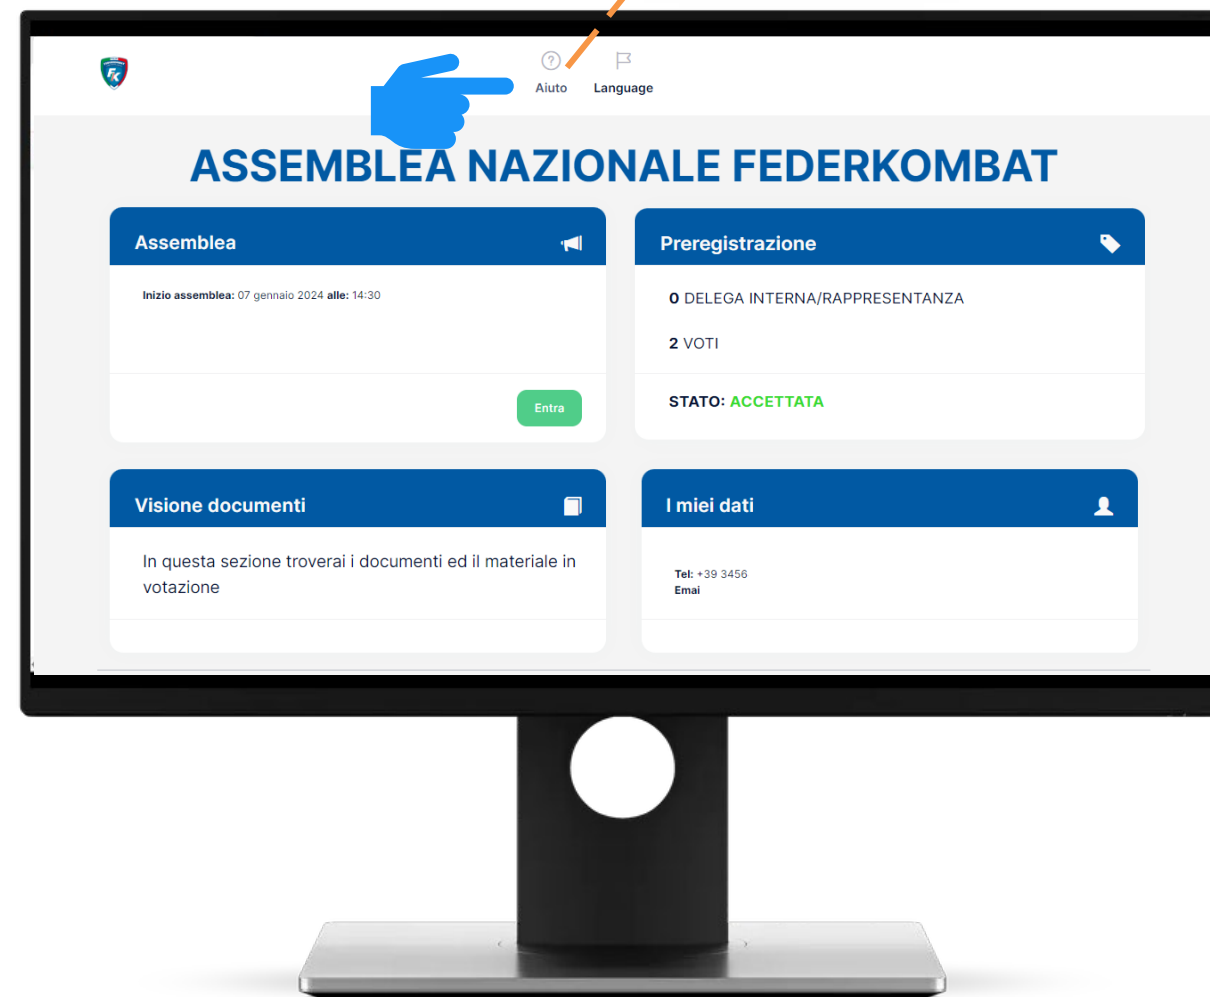 FK
Aiuto
Language
ASSEMBLEA NAZIONALE FEDERKOMBAT
Assemblea
Inizio assemblea: 07 gennaio 2024 alle: 14:30
Entra
Preregistrazione
0 DELEGA INTERNA/RAPPRESENTANZA
2 VOTI
STATO: ACCETTATA
Visione documenti
In questa sezione troverai i documenti ed il materiale in
votazione
I miei dati
Tel: +39 3456
Emai